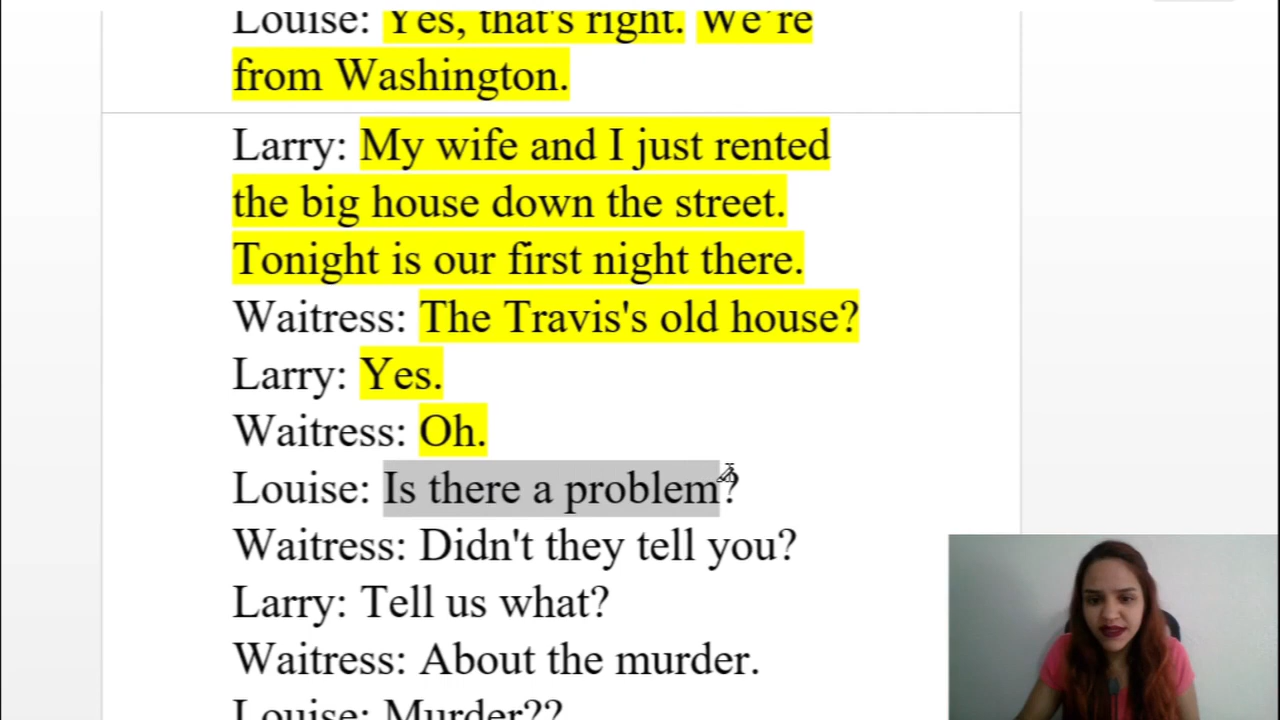 Louise: Yes, that's right. We're
from Washington.
Larry: My wife and I just rented
the big house down the street.
Tonight is our first night there.
Waitress: The Travis's old house?
Larry: Yes.
Waitress: Oh.
Louise: Is there a problem?
Waitress: Didn't they tell you?
Larry: Tell us what?
Waitress: About the murder.
Louise: Murder??